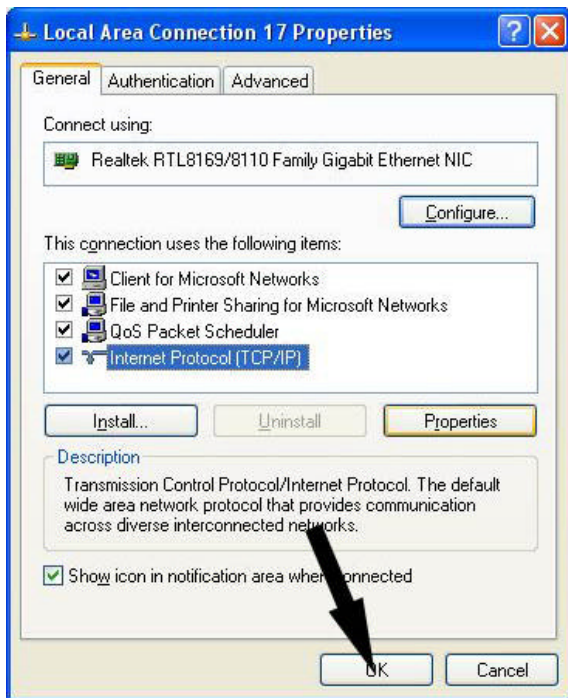 Local Area Connection 17 Properties
General Authentication Advanced
Connect using:
Realtek RTL8169/8110 Family Gigabit Ethernet NIC
Configure...
This connection uses the following items:
Client for Microsoft Networks
File and Printer Sharing for Microsoft Networks
QoS Packet Scheduler
Internet Protocol (TCP/IP)
Install... Uninstall Properties
Description
Transmission Control Protocol/Internet Protocol. The default
wide area network protocol that provides communication
across diverse interconnected networks.
Show icon in notification area when connected
OK Cancel